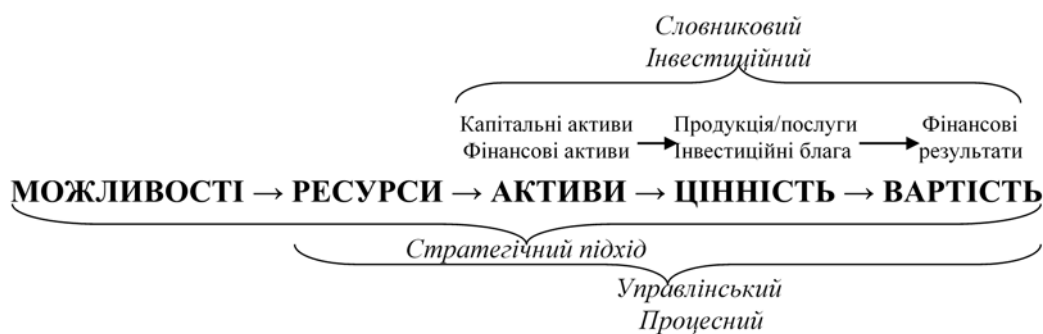 Словниковий
Інвестиційний
Капітальні активи → Продукція/послуги → Фінансові
Фінансові активи Інвестиційні блага результати
МОЖЛИВОСТІ → РЕСУРСИ → АКТИВИ → ЦІННІСТЬ → ВАРТІСТЬ
Стратегічний підхід
Управлінський
Процесний